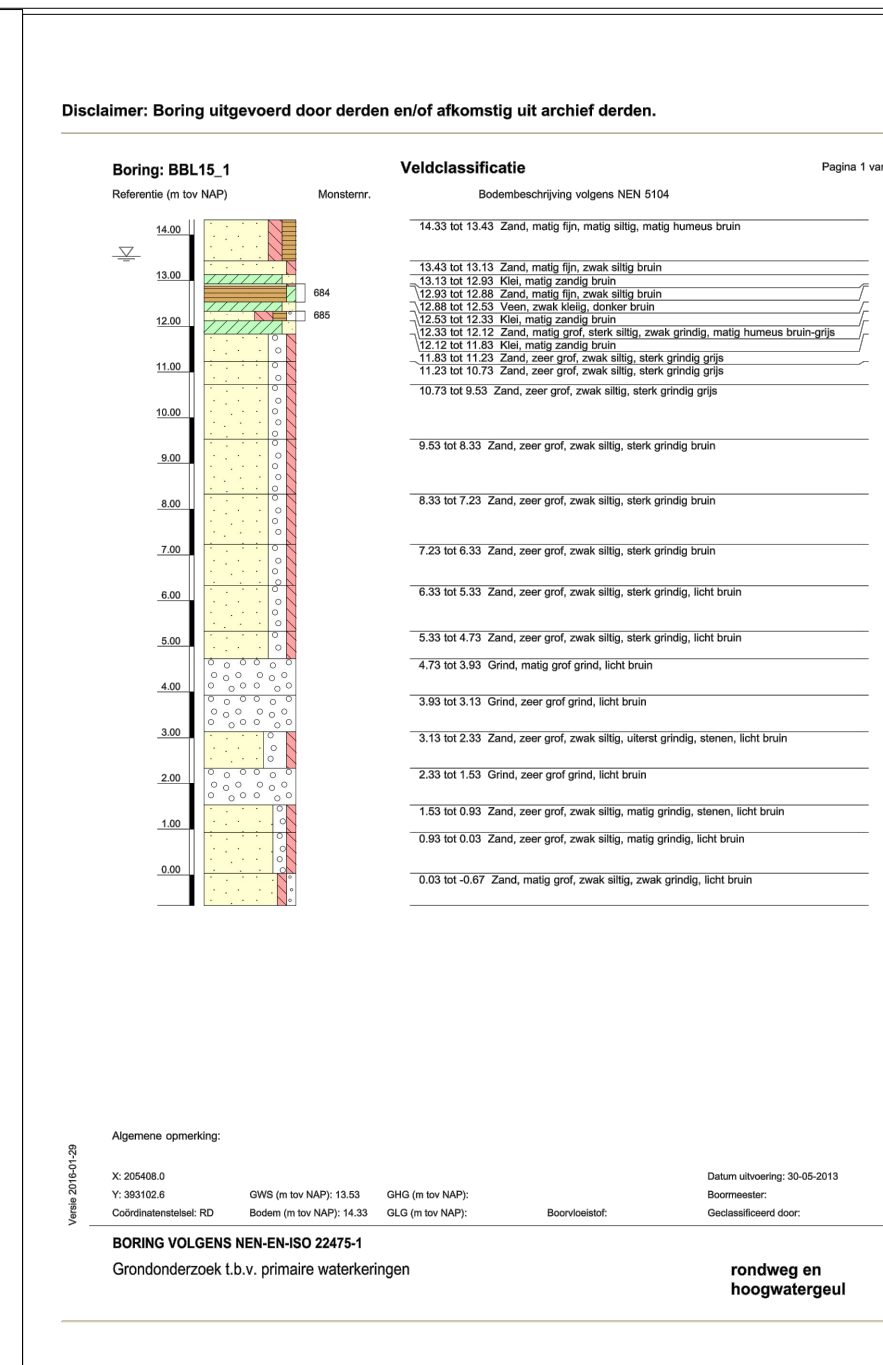 Disclaimer: Boring uitgevoerd door derden en/of afkomstig uit archief derden.
Boring: BBL15_1
Veldclassificatie
Pagina 1 van
Referentie (m tov NAP)
Monsternr.
Bodembeschrijving volgens NEN 5104
14.00
13.00
12.00
11.00
10.00
9.00
8.00
7.00
6.00
5.00
4.00
3.00
2.00
1.00
0.00
684
685
14.33 tot 13.43 Zand, matig fijn, matig siltig, matig humeus bruin
13.43 tot 13.13 Zand, matig fijn, zwak siltig bruin
13.13 tot 12.93 Klei, matig zandig bruin
12.93 tot 12.88 Zand, matig fijn, zwak siltig bruin
12.88 tot 12.53 Veen, zwak kleiig, donker bruin
12.53 tot 12.33 Klei, matig zandig bruin
12.33 tot 12.12 Zand, matig grof, sterk siltig, zwak grindig, matig humeus bruin-grijs
12.12 tot 11.83 Klei, matig zandig bruin
11.83 tot 11.23 Zand, zeer grof, zwak siltig, sterk grindig grijs
11.23 tot 10.73 Zand, zeer grof, zwak siltig, sterk grindig grijs
10.73 tot 9.53 Zand, zeer grof, zwak siltig, sterk grindig grijs
9.53 tot 8.33 Zand, zeer grof, zwak siltig, sterk grindig bruin
8.33 tot 7.23 Zand, zeer grof, zwak siltig, sterk grindig bruin
7.23 tot 6.33 Zand, zeer grof, zwak siltig, sterk grindig bruin
6.33 tot 5.33 Zand, zeer grof, zwak siltig, sterk grindig, licht bruin
5.33 tot 4.73 Zand, zeer grof, zwak siltig, sterk grindig, licht bruin
4.73 tot 3.93 Grind, matig grof grind, licht bruin
3.93 tot 3.13 Grind, zeer grof grind, licht bruin
3.13 tot 2.33 Zand, zeer grof, zwak siltig, uiterst grindig, stenen, licht bruin
2.33 tot 1.53 Grind, zeer grof grind, licht bruin
1.53 tot 0.93 Zand, zeer grof, zwak siltig, matig grindig, stenen, licht bruin
0.93 tot 0.03 Zand, zeer grof, zwak siltig, matig grindig, licht bruin
0.03 tot -0.67 Zand, matig grof, zwak siltig, zwak grindig, licht bruin
Versie 2016-01-29
Algemene opmerking:
X: 205408.0
Datum uitvoering: 30-05-2013
Y: 393102.6
GWS (m tov NAP): 13.53
GHG (m tov NAP):
Boormeester:
Coördinatenstelsel: RD
Bodem (m tov NAP): 14.33
GLG (m tov NAP):
Boorvloeistof:
Geclassificeerd door:
BORING VOLGENS NEN-EN-ISO 22475-1
Grondonderzoek t.b.v. primaire waterkeringen
rondweg en
hoogwatergeul